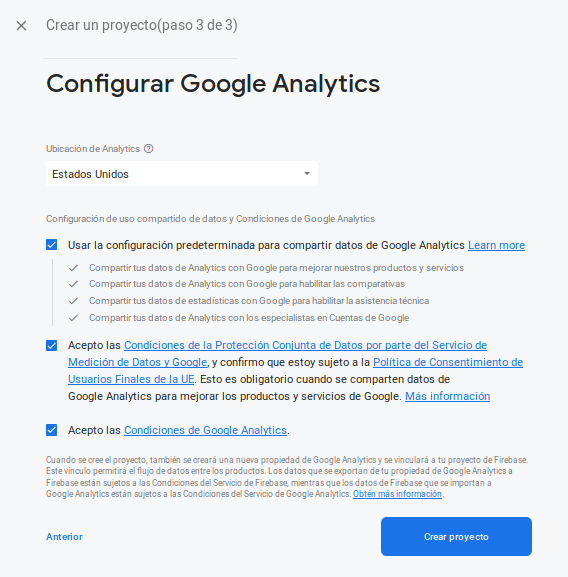 Crear un proyecto(paso 3 de 3)
Configurar Google Analytics
Ubicación de Analytics
Estados Unidos
Configuración de uso compartido de datos y Condiciones de Google Analytics
Usar la configuración predeterminada para compartir datos de Google Analytics Learn more
Compartir tus datos de Analytics con Google para mejorar nuestros productos y servicios
Compartir tus datos de Analytics con Google para habilitar las comparativas
Compartir tus datos de estadísticas con Google para habilitar la asistencia técnica
Compartir tus datos de Analytics con los especialistas en Cuentas de Google
Acepto las Condiciones de la Protección Conjunta de Datos por parte del Servicio de
Medición de Datos y Google, y confirmo que estoy sujeto a la Política de Consentimiento de
Usuarios Finales de la UE. Esto es obligatorio cuando se comparten datos de
Google Analytics para mejorar los productos y servicios de Google. Más información
Acepto las Condiciones de Google Analytics.
Cuando se cree el proyecto, también se creará una nueva propiedad de Google Analytics y se vinculará a tu proyecto de Firebase.
Este vínculo permitirá el flujo de datos entre los productos. Los datos que se exportan de tu propiedad de Google Analytics a
Firebase están sujetos a las Condiciones del Servicio de Firebase, mientras que los datos de Firebase que se importan a
Google Analytics están sujetos a las Condiciones del Servicio de Google Analytics. Obtén más información.
Anterior
Crear proyecto